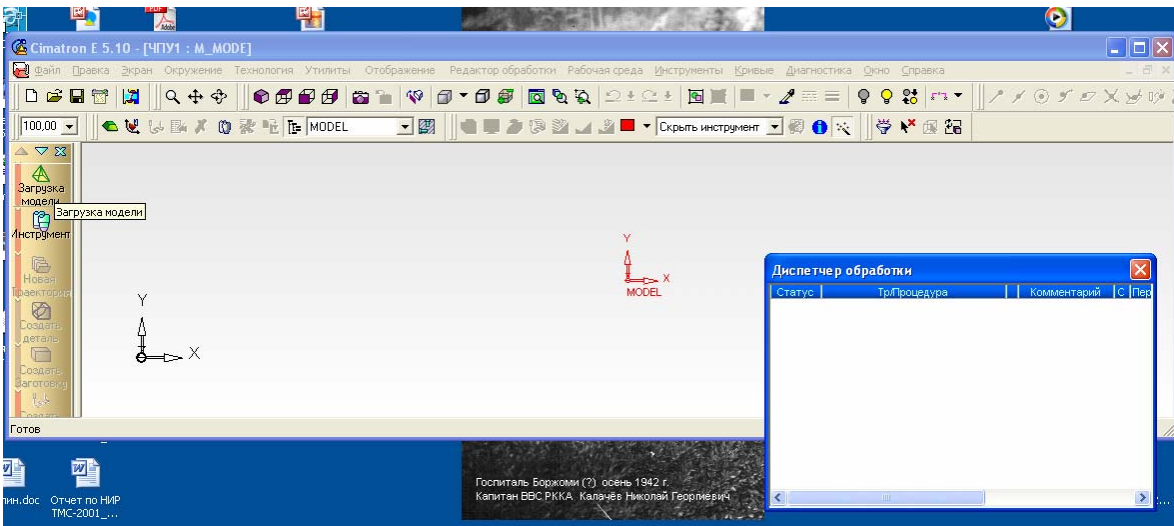 Cimatron E 5.10 - [ЧПУ1 : M_MODE]
Файл Правка Экран Окружение Технология Утилиты Отображение Редактор обработки Рабочая среда Инструменты Кривые Диагностика Окно Справка
100,00
MODEL
Скрыть инструмент
Загрузка
модели
Загрузка модели
Инструмент
Новая
Траектория
Создать
деталь
Создать
Заготовку
Создать
Y
X
Y
X
MODEL
Диспетчер обработки
Статус Тр/Процедура Комментарий С Пер
Готов
Отчет по НИР
ТМС-2001_...
Госпиталь Боржоми (?) осень 1942 г.
Капитан ВВС РККА Калачёв Николай Георгиевич